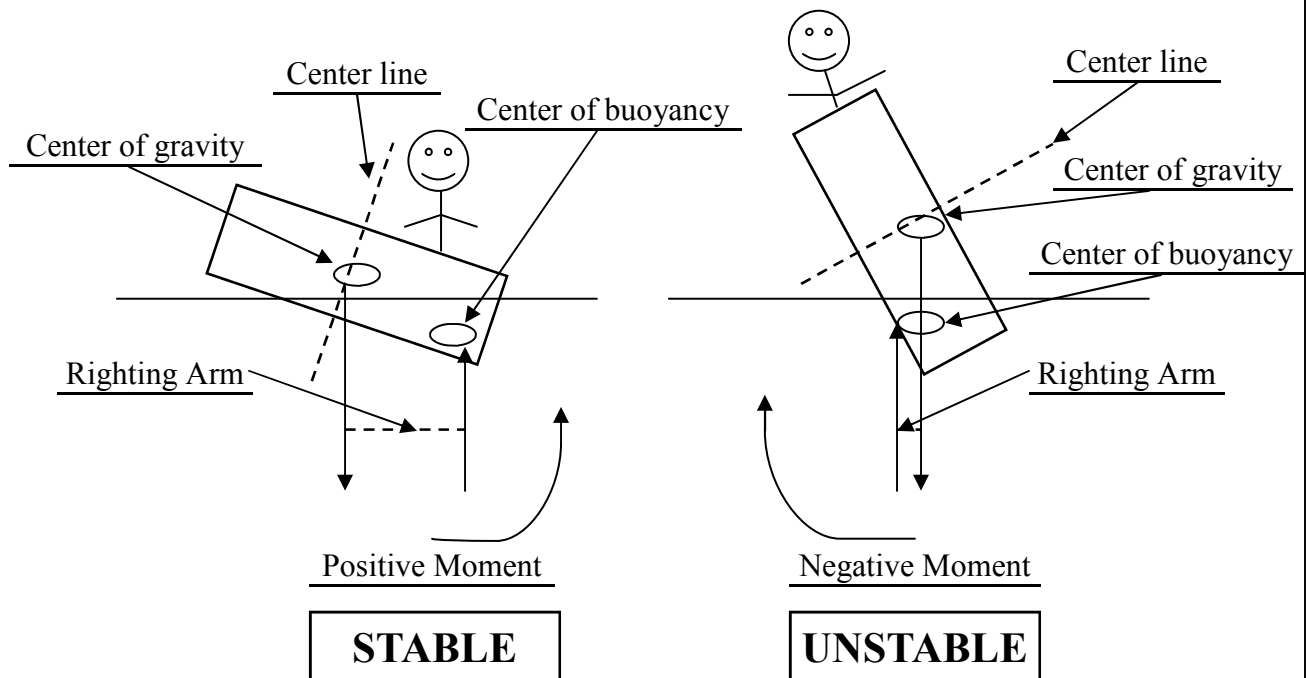 Center line
Center of buoyancy
Center of gravity
Righting Arm
Positive Moment
STABLE
Center line
Center of gravity
Center of buoyancy
Righting Arm
Negative Moment
UNSTABLE